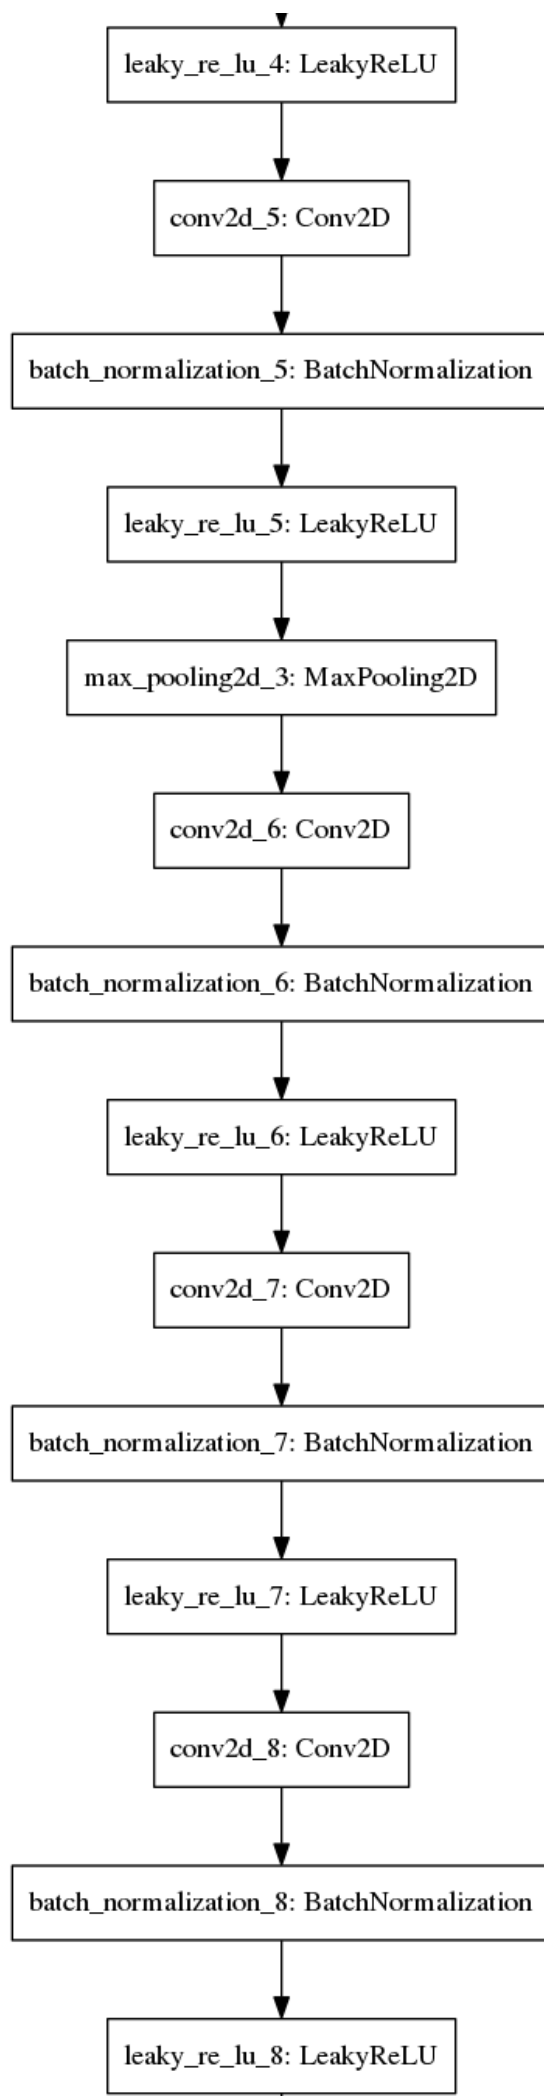 leaky_re_lu_4: LeakyReLU
conv2d_5: Conv2D
batch_normalization_5: BatchNormalization
leaky_re_lu_5: LeakyReLU
max_pooling2d_3: MaxPooling2D
conv2d_6: Conv2D
batch_normalization_6: BatchNormalization
leaky_re_lu_6: LeakyReLU
conv2d_7: Conv2D
batch_normalization_7: BatchNormalization
leaky_re_lu_7: LeakyReLU
conv2d_8: Conv2D
batch_normalization_8: BatchNormalization
leaky_re_lu_8: LeakyReLU